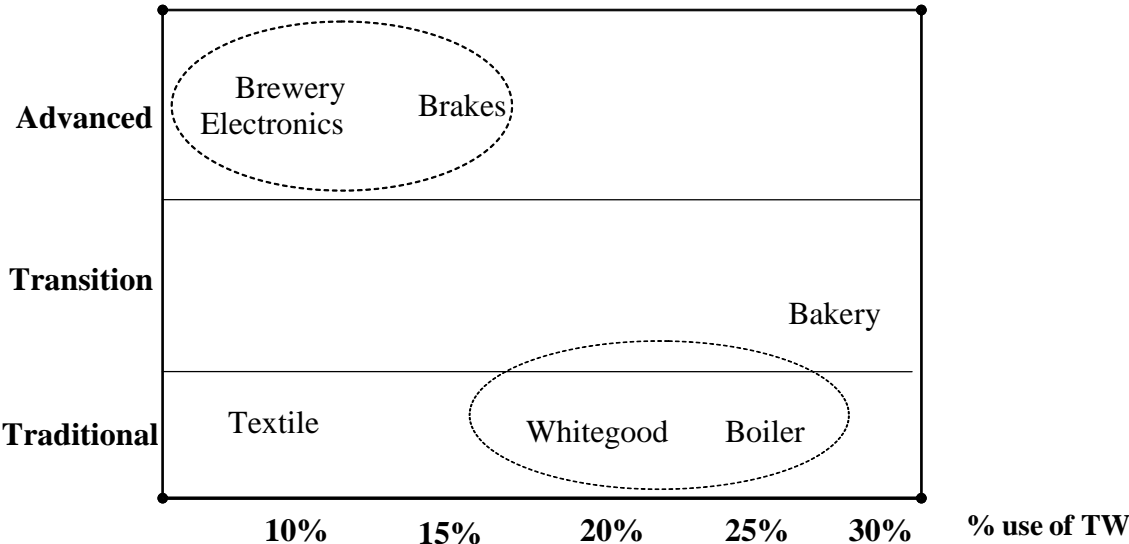 Brewery
Electronics
Brakes
Advanced
Transition
Bakery
Traditional
Textile
Whitegood
Boiler
10%
15%
20%
25%
30%
% use of TW